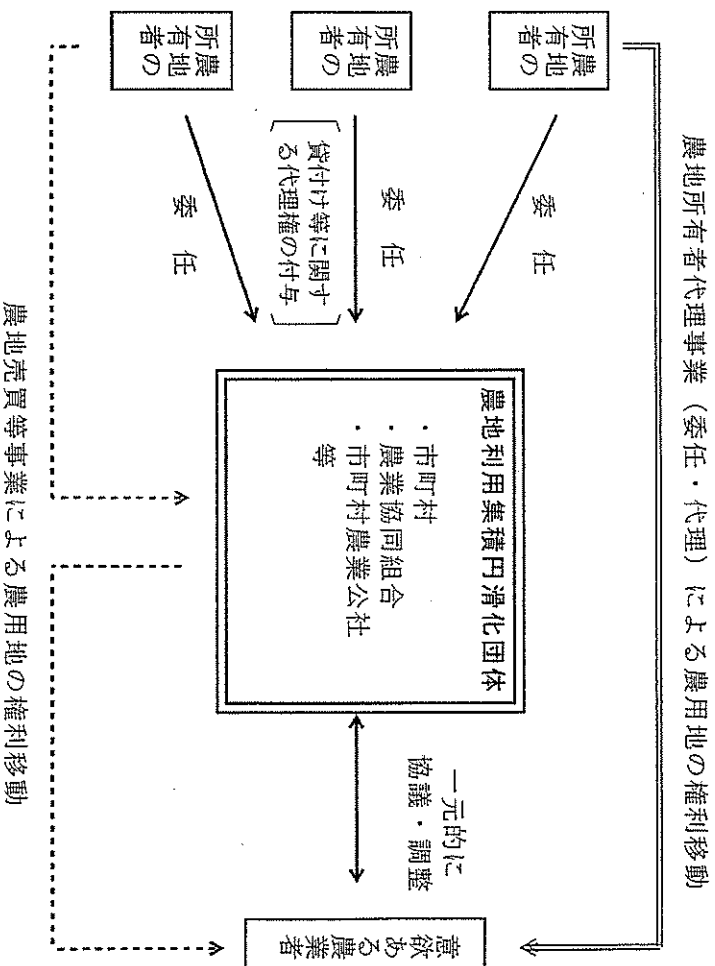 農地所有者代理事業（委任・代理）による農用地の権利移動
農地の
所有者
農地の
所有者
農地の
所有者
委任
委任
貸付け等に関す
る代理権の付与
委任
農地利用集積円滑化団体
・市町村
・農業協同組合
・市町村農業公社
等
一元的に
協議・調整
意欲
ある
農業者
農地売買等事業による農用地の権利移動